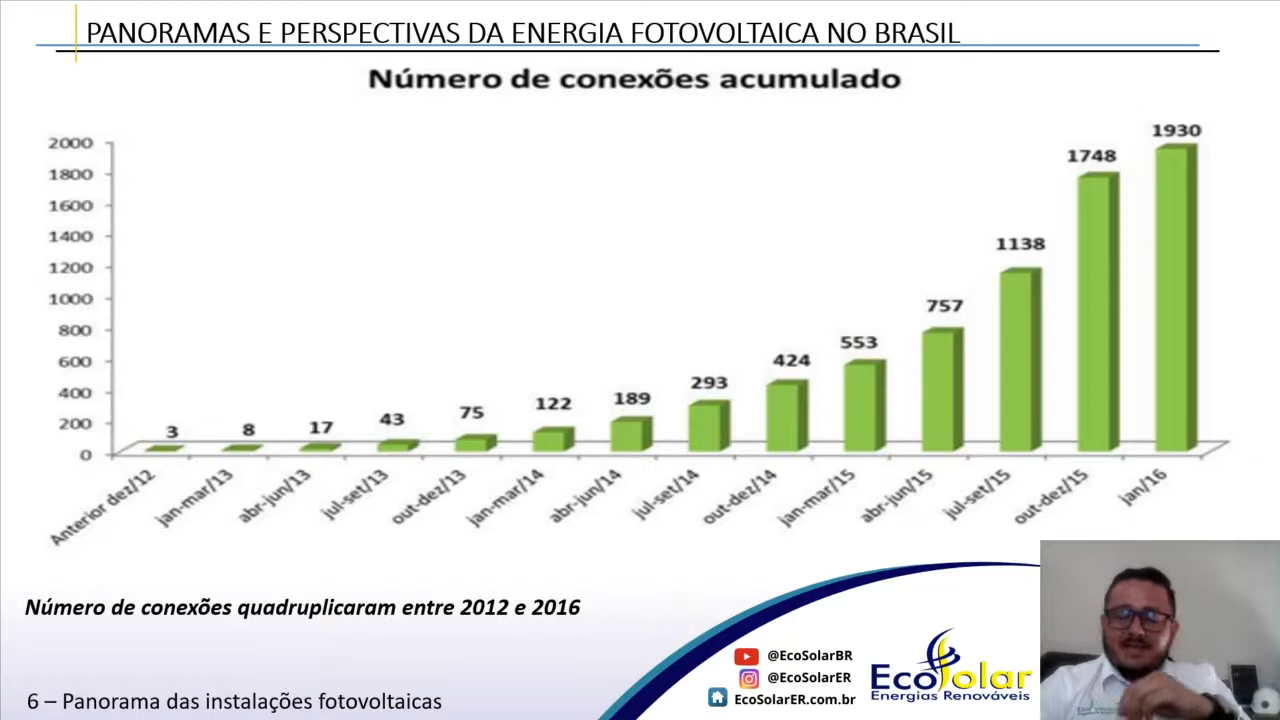 PANORAMAS E PERSPECTIVAS DA ENERGIA FOTOVOLTAICA NO BRASIL
Número de conexões acumulado
2000
1800
1600
1400
1200
1000
800
600
400
200
0
3
8
17
43
75
122
189
293
424
553
757
1138
1748
1930
Anterior dez/12
jan-mar/13
abr-jun/13
jul-set/13
out-dez/13
jan-mar/14
abr-jun/14
jul-set/14
out-dez/14
jan-mar/15
abr-jun/15
jul-set/15
out-dez/15
jan/16
Número de conexões quadruplicaram entre 2012 e 2016
@EcoSolarBR
@EcoSolarER
EcoSolarER.com.br
EcoSolar
Energias Renováveis
6 – Panorama das instalações fotovoltaicas